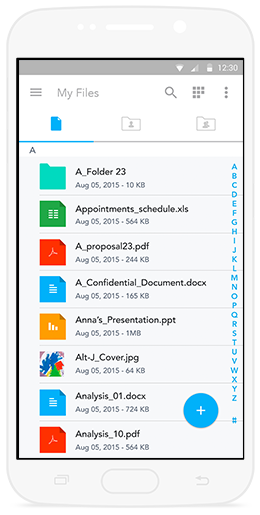 12:30
My Files
A
A_Folder 23
Aug 05, 2015 - 10 KB
Appointments_schedule.xls
Aug 05, 2015 - 564 KB
A_proposal23.pdf
Aug 05, 2015 - 244 KB
A_Confidential_Document.docx
Aug 05, 2015 - 165 KB
Anna's_Presentation.ppt
Aug 05, 2015 - 1MB
Alt-J_Cover.jpg
Aug 05, 2015 - 64 KB
Analysis_01.docx
Aug 05, 2015 - 724 KB
Analysis_10.pdf
Aug 05, 2015 - 564 KB
A
B
C
D
E
F
G
H
I
J
K
L
M
N
O
P
Q
R
S
T
U
V
W
X
Y
Z
#